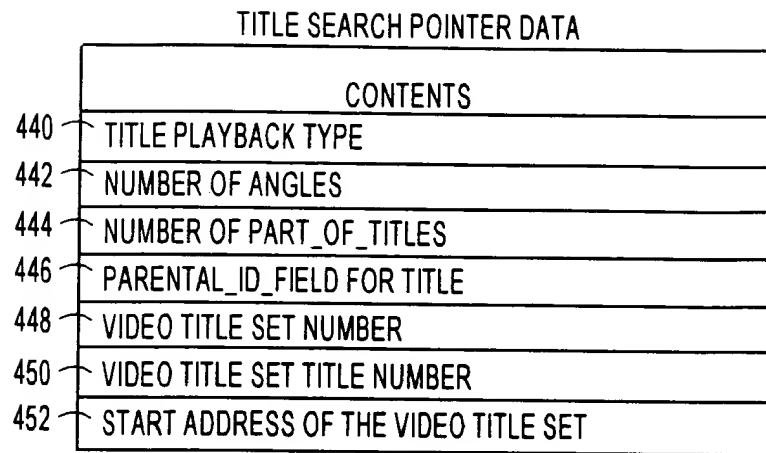 TITLE SEARCH POINTER DATA
CONTENTS
440 TITLE PLAYBACK TYPE
442 NUMBER OF ANGLES
444 NUMBER OF PART_OF_TITLES
446 PARENTAL_ID_FIELD FOR TITLE
448 VIDEO TITLE SET NUMBER
450 VIDEO TITLE SET TITLE NUMBER
452 START ADDRESS OF THE VIDEO TITLE SET